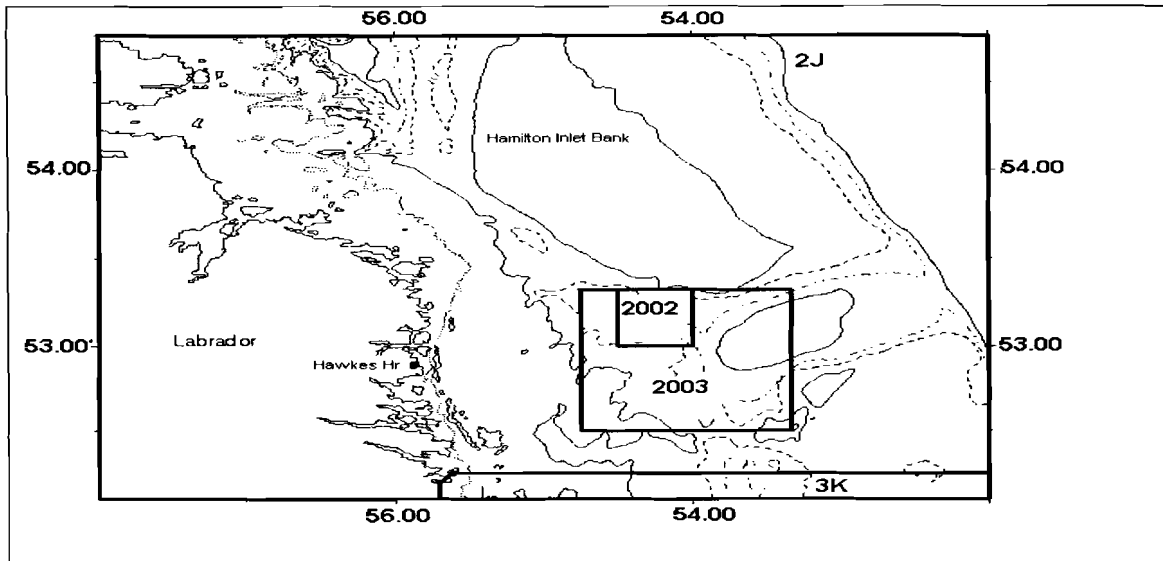 56.00 54.00
2J
Hamilton Inlet Bank
54.00 54.00
2002
53.00' 53.00
Labrador
Hawkes Hr
2003
3K
56.00 54.00